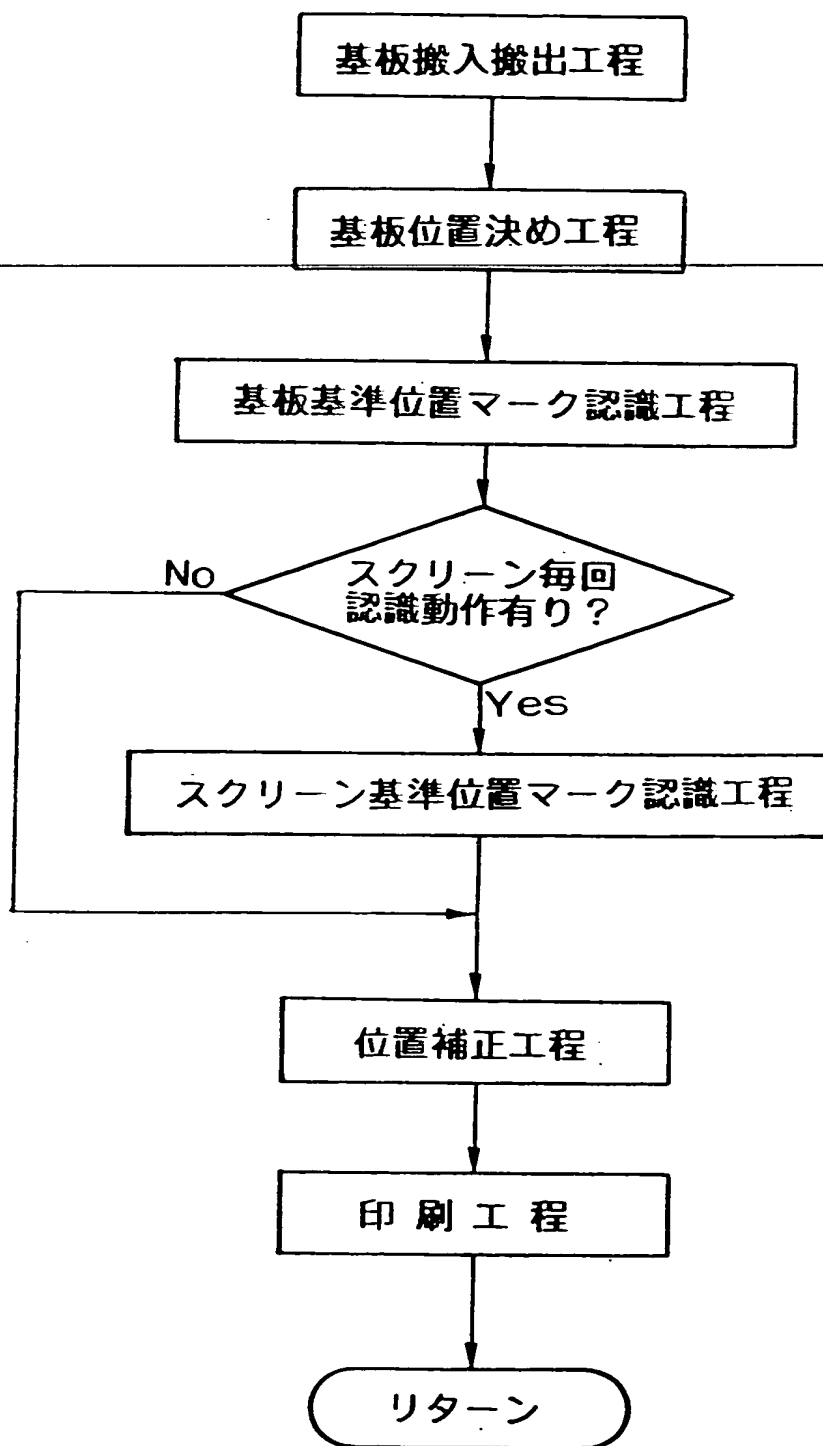 基板搬入搬出工程
基板位置決め工程
基板基準位置マーク認識工程
No
スクリーン毎回
認識動作有り？
Yes
スクリーン基準位置マーク認識工程
位置補正工程
印刷工程
リターン